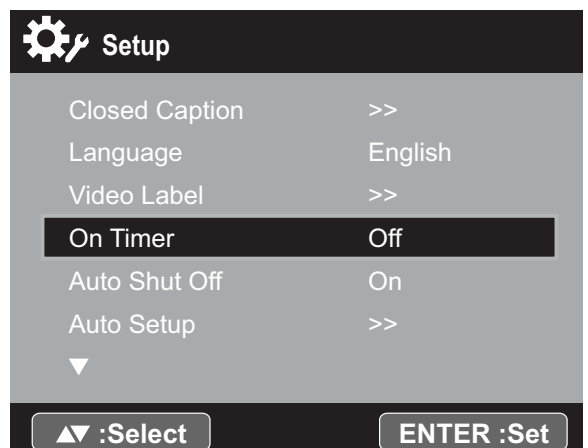 Setup
Closed Caption >>
Language English
Video Label >>
On Timer Off
Auto Shut Off On
Auto Setup >>
▼
▲▼ :Select ENTER :Set